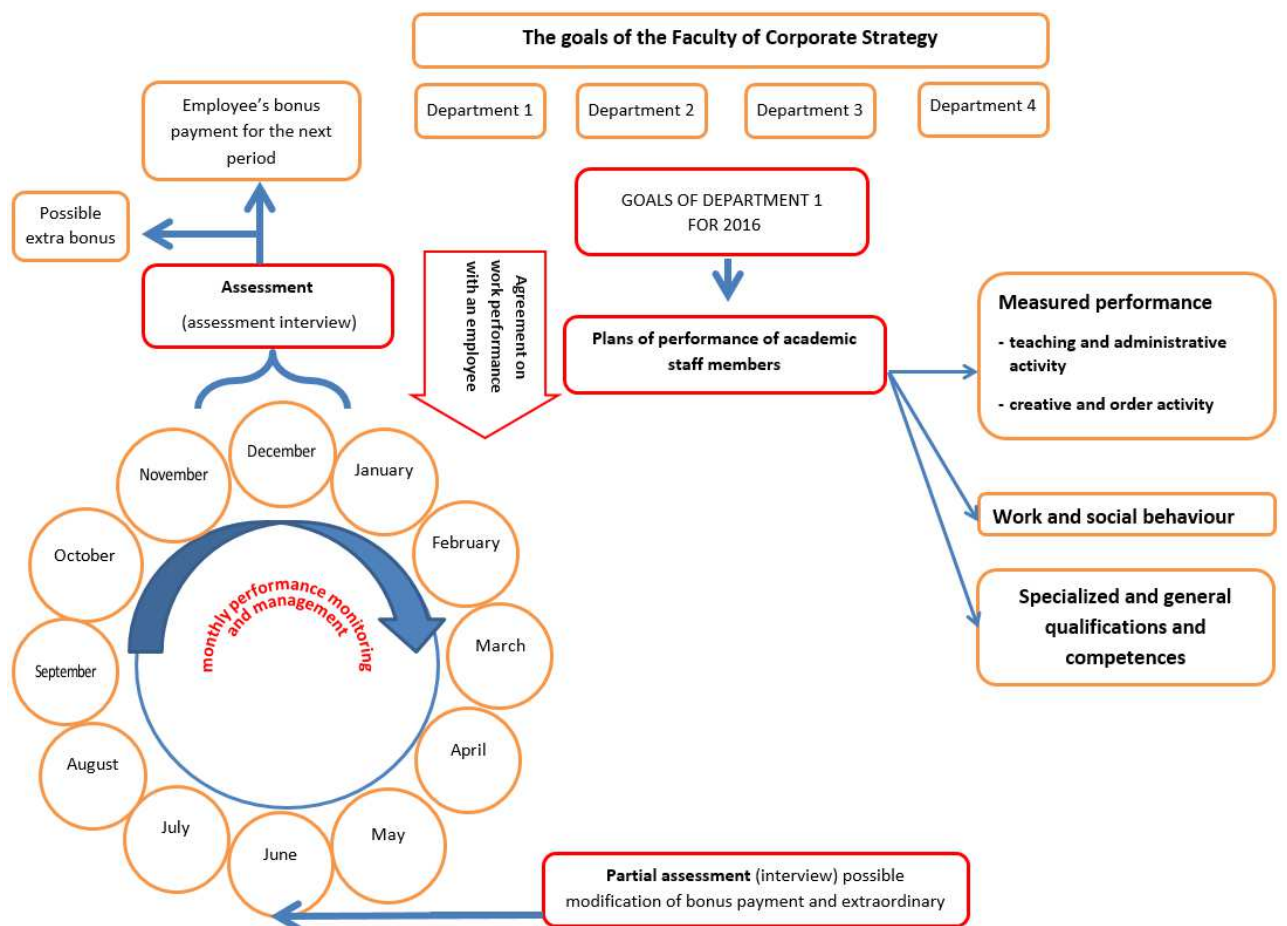 The goals of the Faculty of Corporate Strategy
Department 1
Department 2
Department 3
Department 4
Employee's bonus
payment for the next
period
Possible
extra bonus
Assessment
(assessment interview)
GOALS OF DEPARTMENT 1
FOR 2016
Agreement on
work performance
with an employee
Plans of performance of academic
staff members
Measured performance
- teaching and administrative
activity
- creative and order activity
Work and social behaviour
Specialized and general
qualifications and
competences
December
January
February
March
April
May
June
July
August
September
October
November
monthly performance monitoring
and management
Partial assessment (interview) possible
modification of bonus payment and extraordinary